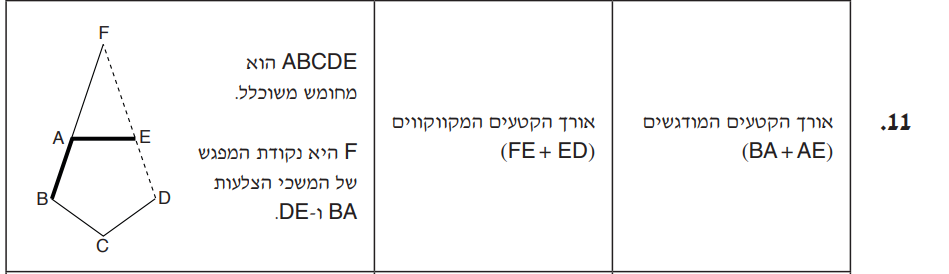 .11
אורך הקטעים המודגשים
(BA + AE)
אורך הקטעים המקווקווים
(FE + ED)
ABCDE הוא
מחומש משוכלל.
F היא נקודת המפגש
של המשכי הצלעות
BA ו-DE.
F
A
E
B
D
C